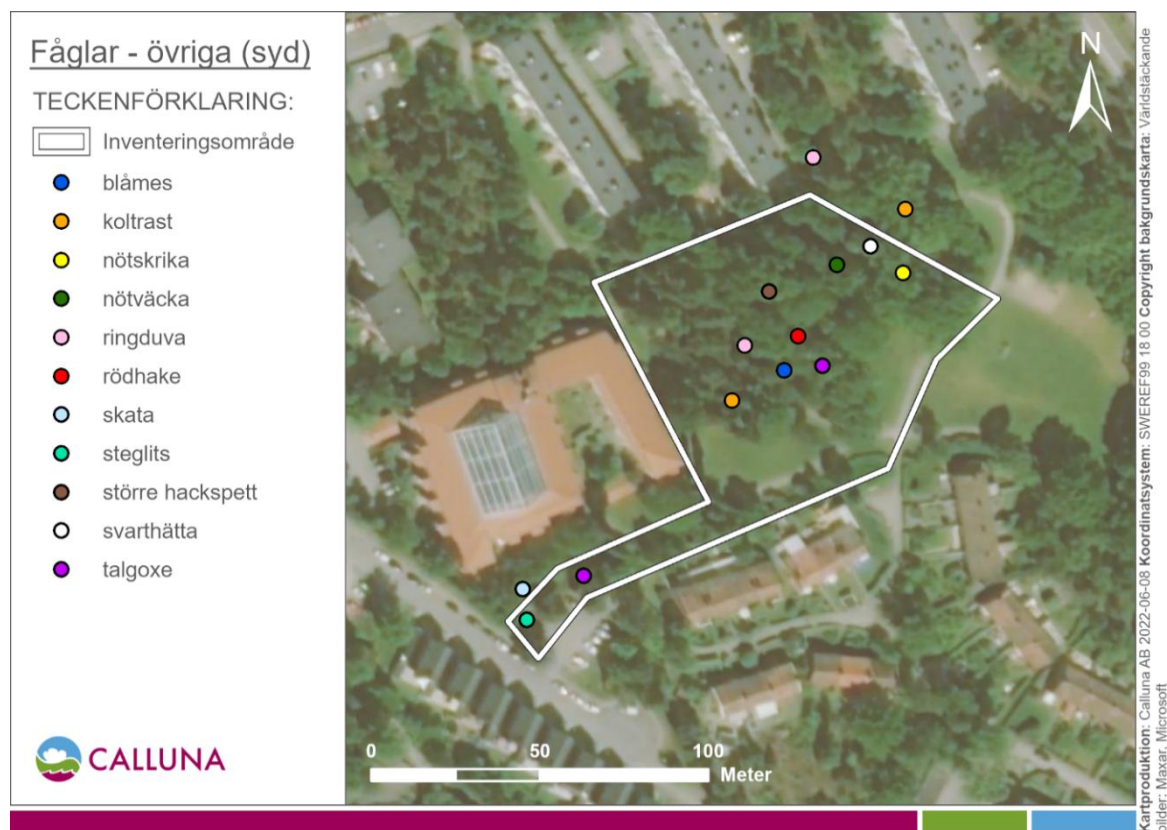 Fåglar - övriga (syd)
TECKENFÖRKLARING:
Inventeringsområde
blåmes
koltrast
nötskrika
nötväcka
ringduva
rödhake
skata
steglits
större hackspett
svarthätta
talgoxe
CALLUNA
N
0 50 100
Meter
Kartproduktion: Calluna AB 2022-06-08 Koordinatsystem: SWEREF99 18 00 Copyright bakgrundskarta: Världstäckande
bilder: Maxar, Microsoft